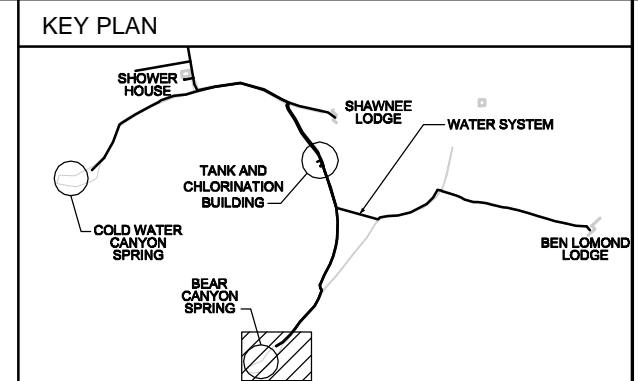 KEY PLAN
SHOWER
HOUSE
SHAWNEE
LODGE
WATER SYSTEM
TANK AND
CHLORINATION
BUILDING
COLD WATER
CANYON
SPRING
BEN LOMOND
LODGE
BEAR
CANYON
SPRING